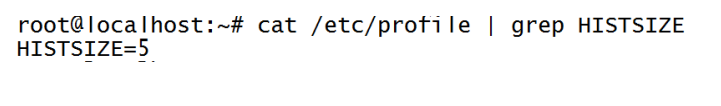 root@localhost:~# cat /etc/profile | grep HISTSIZE
HISTSIZE=5